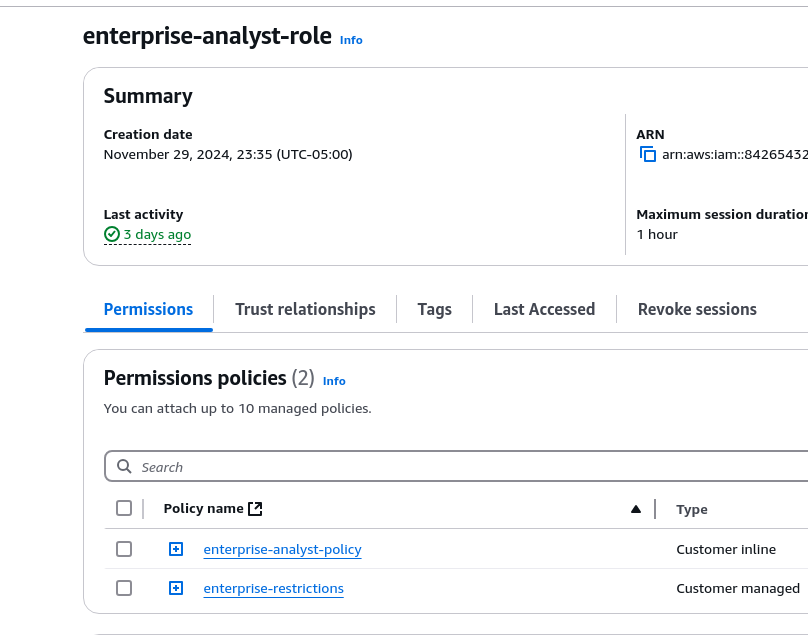 enterprise-analyst-role Info
Summary
Creation date
November 29, 2024, 23:35 (UTC-05:00)
ARN
arn:aws:iam::84265432
Last activity
3 days ago
Maximum session duration
1 hour
Permissions
Trust relationships
Tags
Last Accessed
Revoke sessions
Permissions policies (2) Info
You can attach up to 10 managed policies.
Search
Policy name
Type
enterprise-analyst-policy
Customer inline
enterprise-restrictions
Customer managed